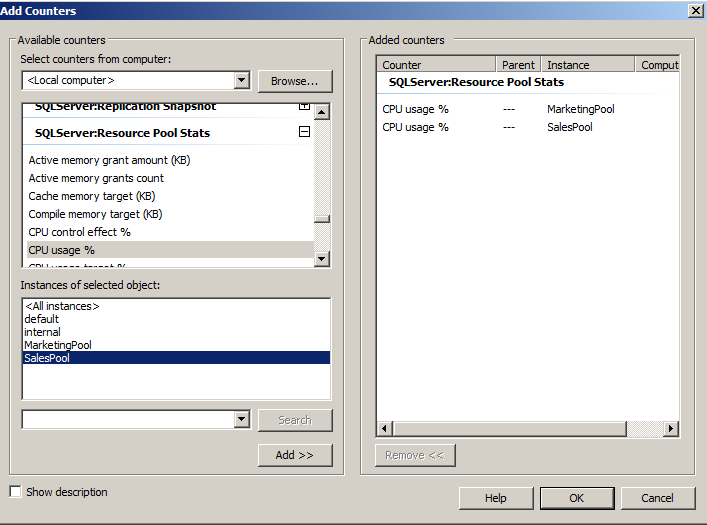 Add Counters
Available counters
Select counters from computer:
<Local computer>
Browse...
SQLServer:Replication Snapshot
SQLServer:Resource Pool Stats
Active memory grant amount (KB)
Active memory grants count
Cache memory target (KB)
Compile memory target (KB)
CPU control effect %
CPU usage %
CPU usage target %
Instances of selected object:
<All instances>
default
internal
MarketingPool
SalesPool
Search
Add >>
Show description
Added counters
Counter Parent Instance Comput
SQLServer:Resource Pool Stats
CPU usage % --- MarketingPool
CPU usage % --- SalesPool
Remove <<
Help OK Cancel